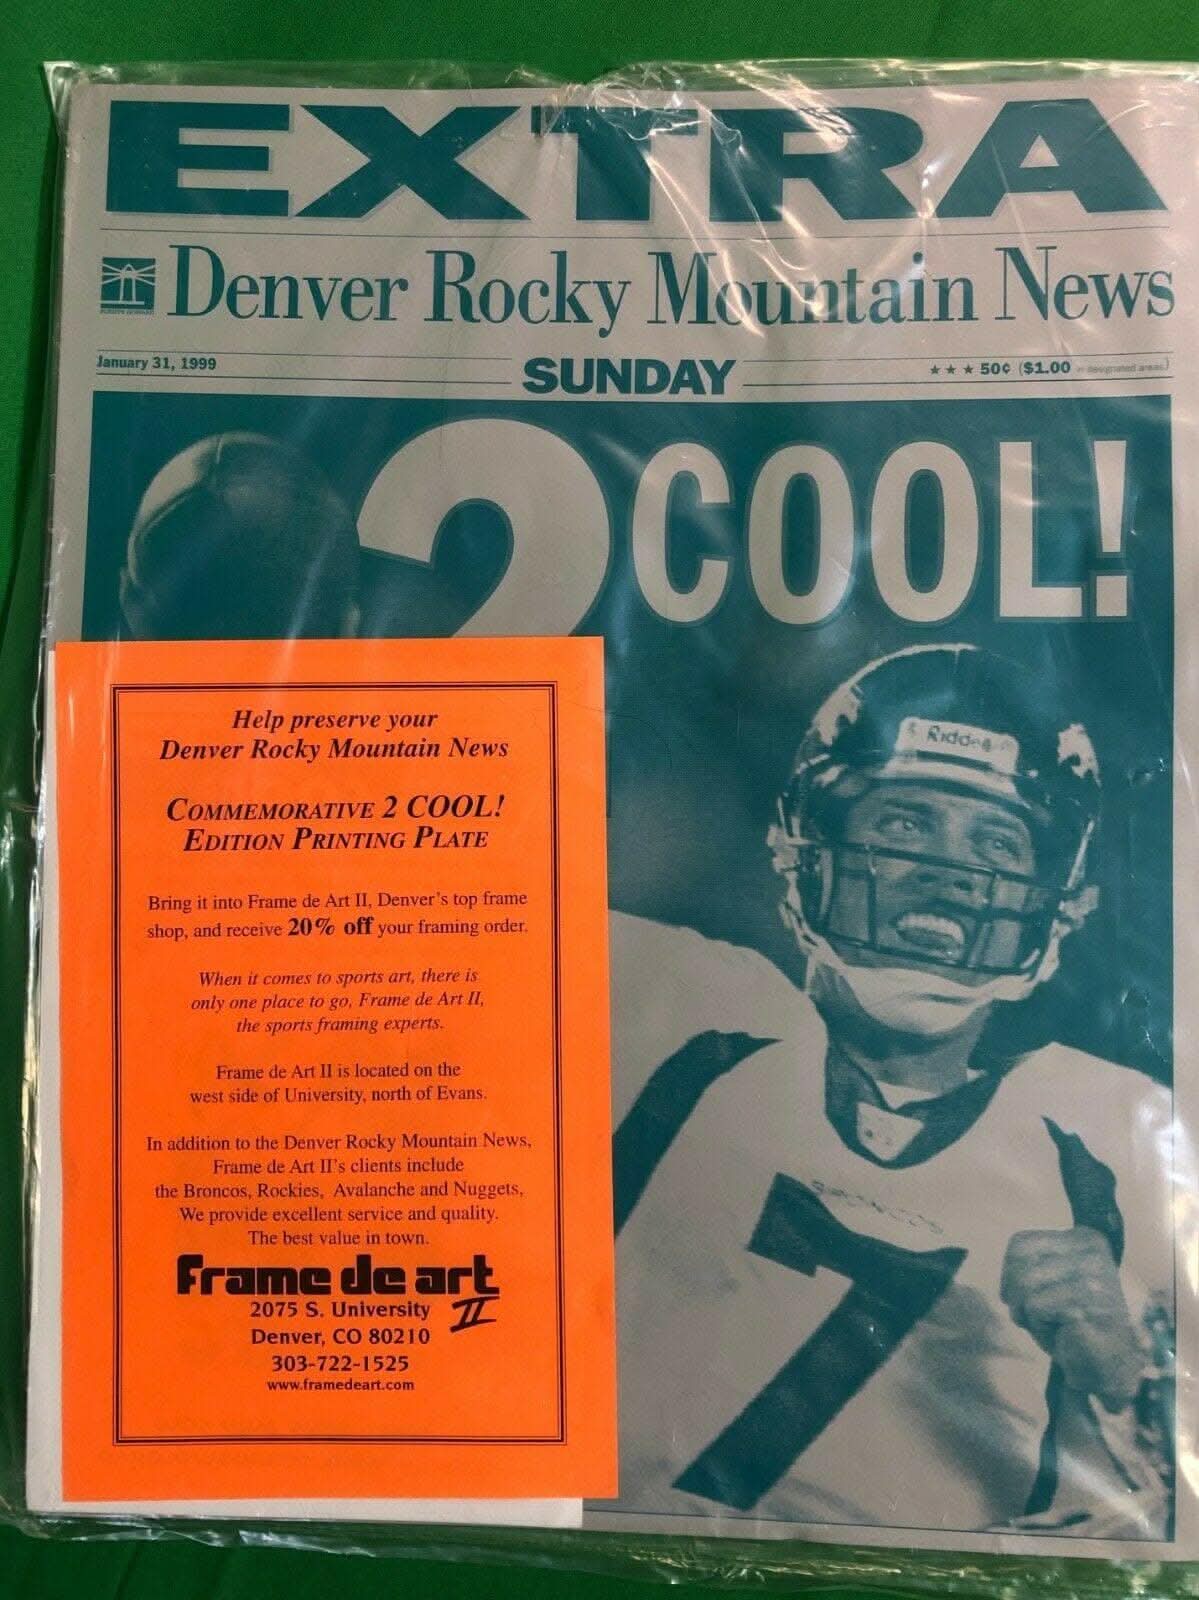 EXTRA
Denver Rocky Mountain News
SCRIPPS HOWARD
January 31, 1999
SUNDAY
★ ★ ★ 50¢ ($1.00 in designated areas)
2 COOL!
Riddell
BRONCOS
7
Help preserve your
Denver Rocky Mountain News
COMMEMORATIVE 2 COOL!
EDITION PRINTING PLATE
Bring it into Frame de Art II, Denver's top frame
shop, and receive 20% off your framing order.
When it comes to sports art, there is
only one place to go, Frame de Art II,
the sports framing experts.
Frame de Art II is located on the
west side of University, north of Evans.
In addition to the Denver Rocky Mountain News,
Frame de Art II's clients include
the Broncos, Rockies, Avalanche and Nuggets,
We provide excellent service and quality.
The best value in town.
frame de art
II
2075 S. University
Denver, CO 80210
303-722-1525
www.framedeart.com